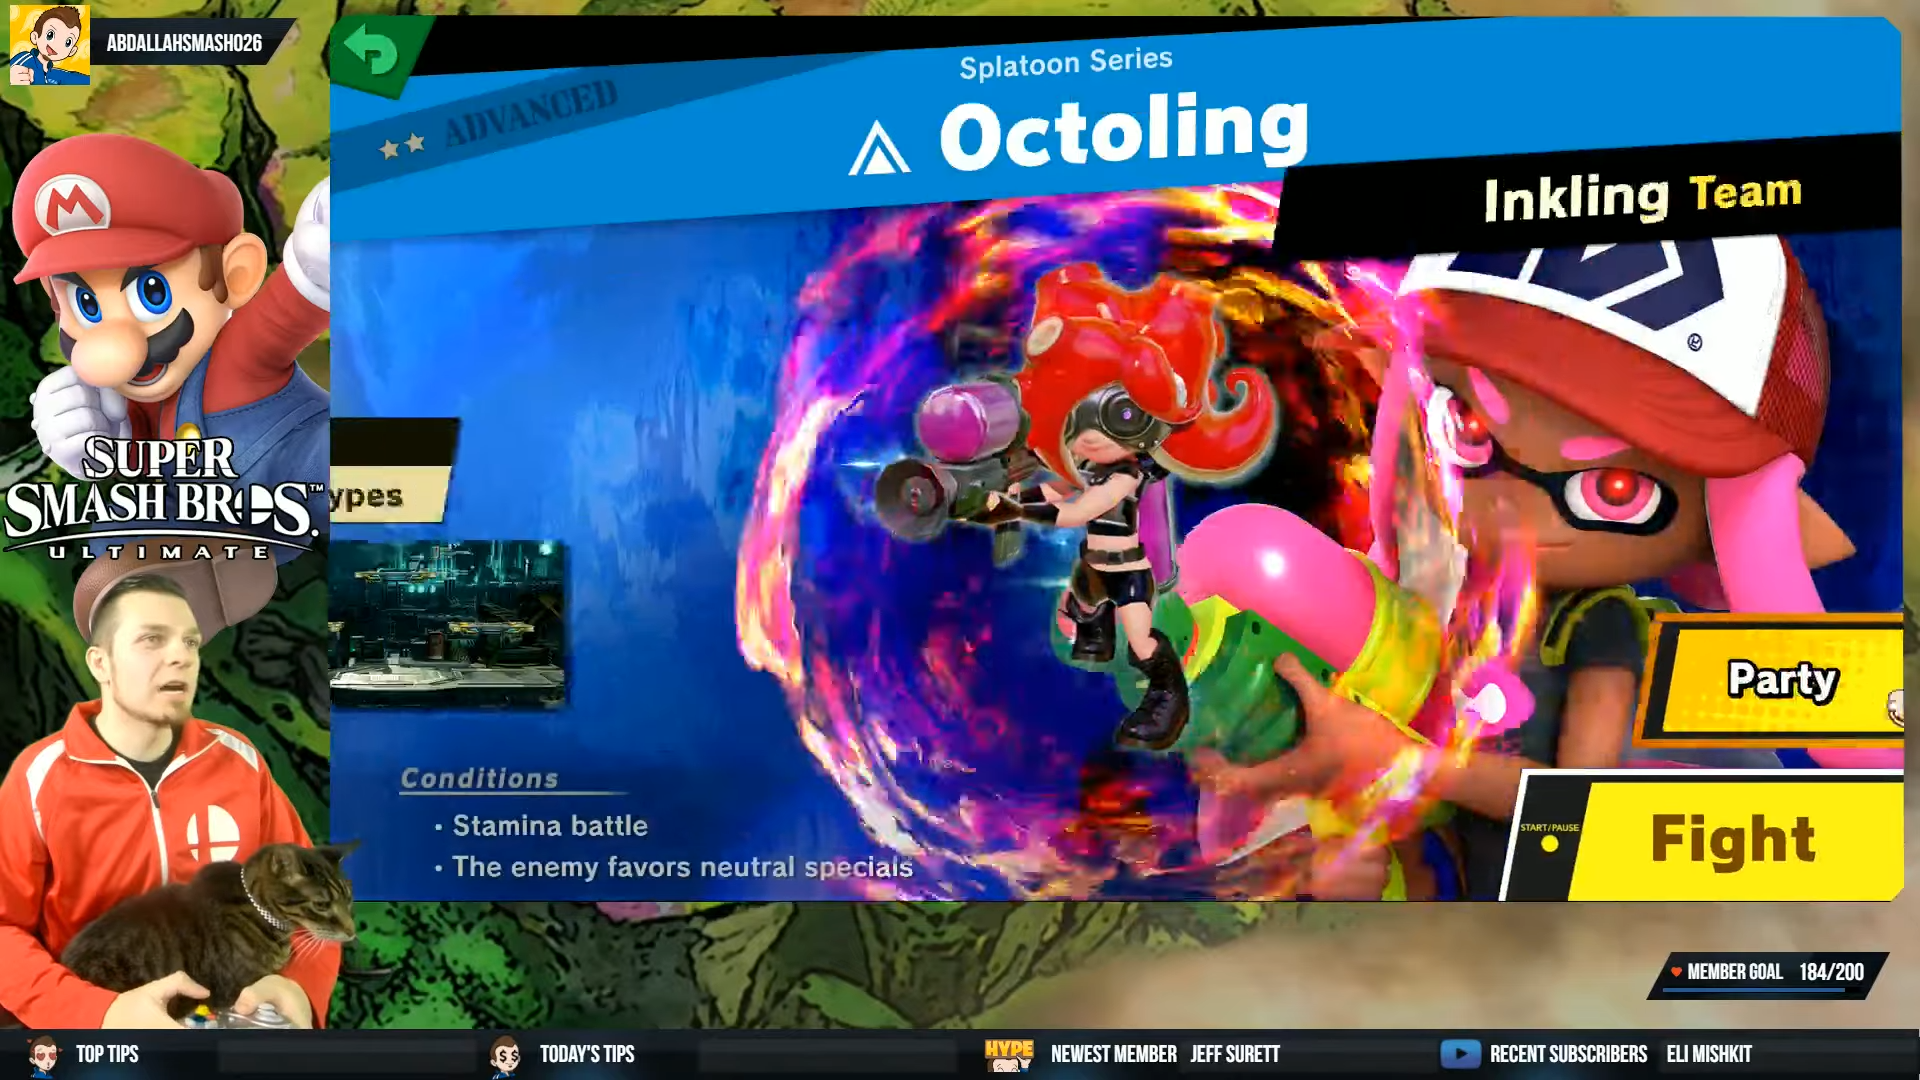 ABDALLAHSMASH026
Splatoon Series
ADVANCED
Octoling
Inkling Team
M
®
SUPER
SMASH BROS.™
ULTIMATE
ypes
Party
Conditions
• Stamina battle
• The enemy favors neutral specials
START/PAUSE
Fight
MEMBER GOAL 184/200
TOP TIPS
TODAY'S TIPS
HYPE
NEWEST MEMBER JEFF SURETT
RECENT SUBSCRIBERS ELI MISHKIT